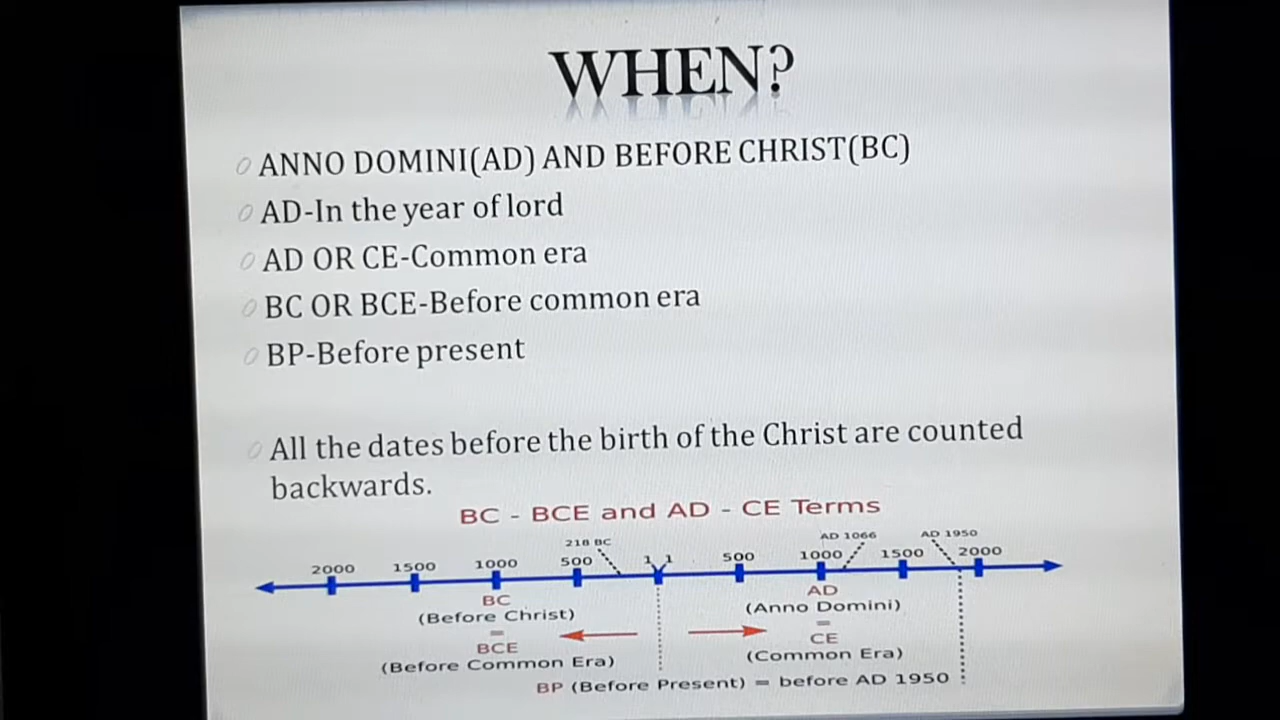 WHEN?
ANNO DOMINI(AD) AND BEFORE CHRIST(BC)
AD-In the year of lord
AD OR CE-Common era
BC OR BCE-Before common era
BP-Before present
All the dates before the birth of the Christ are counted
backwards.
BC - BCE and AD - CE Terms
218 BC AD 1066 AD 1950
2000 1500 1000 500 1 1 500 1000 1500 2000
BC AD
(Before Christ) (Anno Domini)
= =
BCE CE
(Before Common Era) (Common Era)
BP (Before Present) = before AD 1950